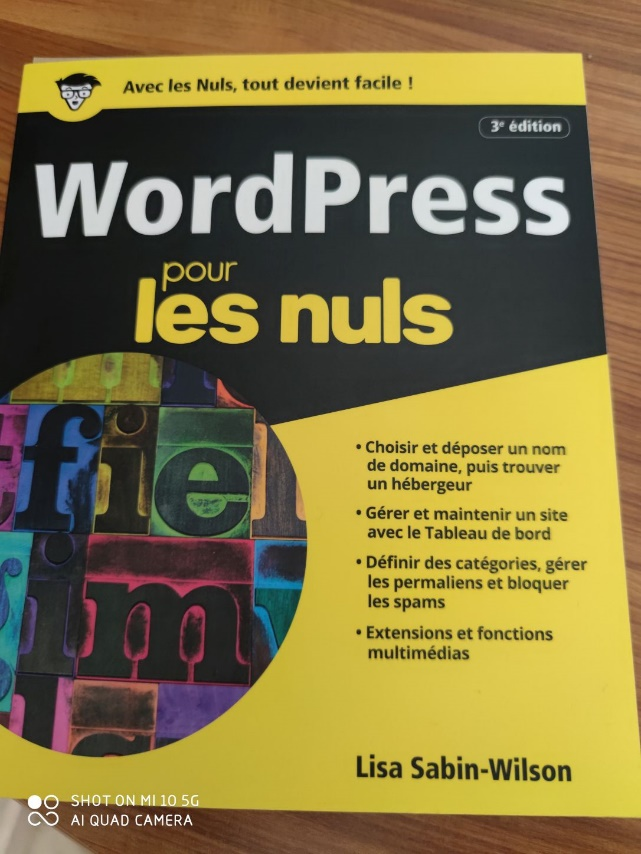 Avec les Nuls, tout devient facile !
3e édition
WordPress
pour
les nuls
• Choisir et déposer un nom
de domaine, puis trouver
un hébergeur
• Gérer et maintenir un site
avec le Tableau de bord
• Définir des catégories, gérer
les permaliens et bloquer
les spams
• Extensions et fonctions
multimédias
f i e
i m
Lisa Sabin-Wilson
SHOT ON MI 10 5G
AI QUAD CAMERA